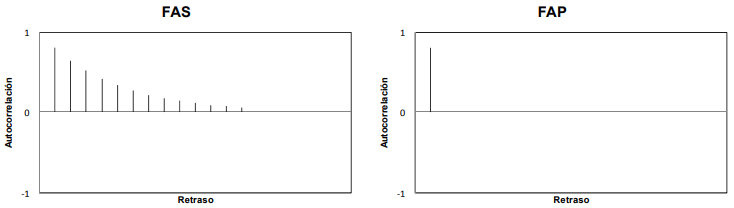 FAS
1
0
-1
Autocorrelación
Retraso
FAP
1
0
-1
Autocorrelación
Retraso